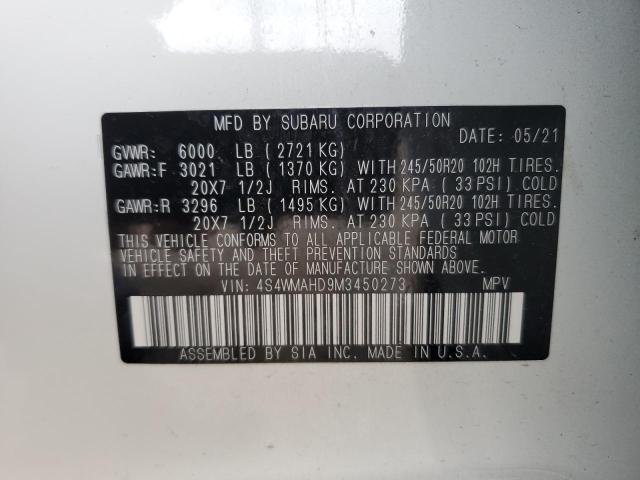 MFD BY SUBARU CORPORATION DATE: 05/21
GVWR: 6000 LB ( 2721 KG)
GAWR:F 3021 LB ( 1370 KG) WITH 245/50R20 102H TIRES.
20X7 1/2J RIMS. AT 230 KPA ( 33 PSI) COLD
GAWR:R 3296 LB ( 1495 KG) WITH 245/50R20 102H TIRES.
20X7 1/2J RIMS. AT 230 KPA ( 33 PSI) COLD
THIS VEHICLE CONFORMS TO ALL APPLICABLE FEDERAL MOTOR
VEHICLE SAFETY AND THEFT PREVENTION STANDARDS
IN EFFECT ON THE DATE OF MANUFACTURE SHOWN ABOVE.
VIN: 4S4WMAHD9M3450273 MPV
ASSEMBLED BY SIA INC. MADE IN U.S.A.